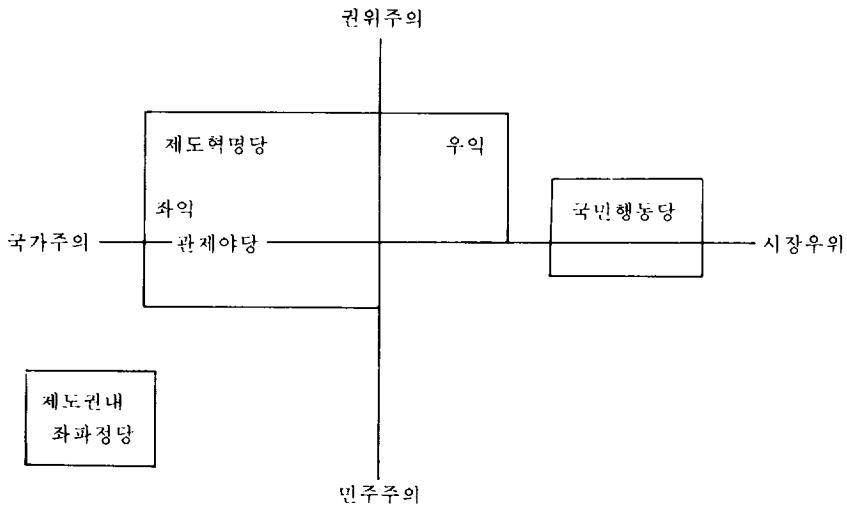 권위주의
제도혁명당
우익
좌익
국민행동당
국가주의
관제야당
시장우위
제도권내
좌파정당
민주주의